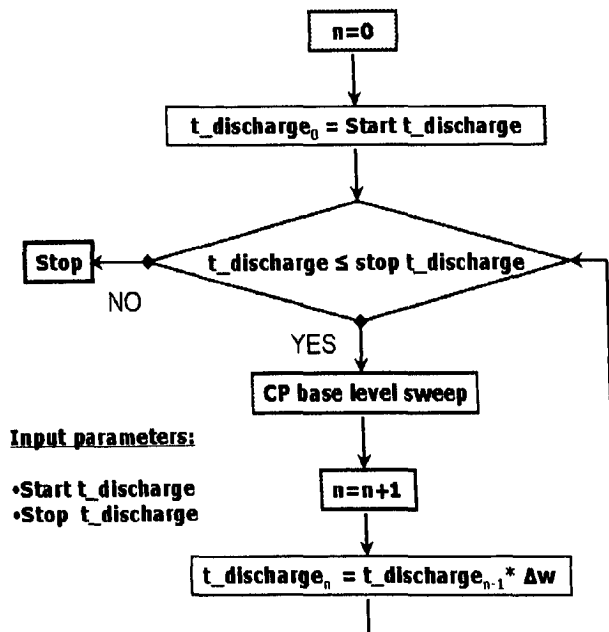 n=0
t_discharge₀ = Start t_discharge
t_discharge ≤ stop t_discharge
Stop
NO
YES
CP base level sweep
Input parameters:
•Start t_discharge
•Stop t_discharge
n=n+1
t_dischargeₙ = t_dischargeₙ₋₁* Δw